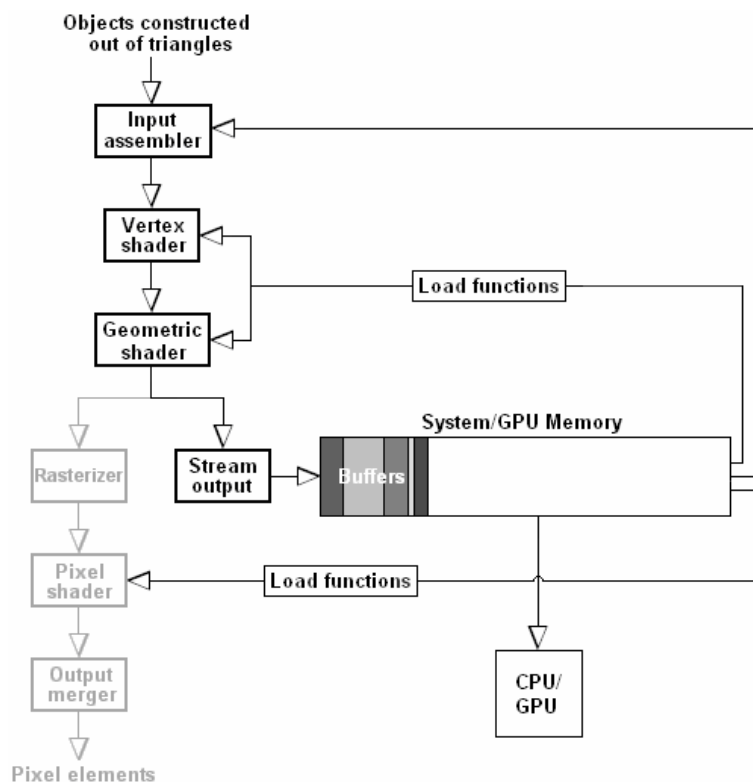 Objects constructed
out of triangles
Input
assembler
Vertex
shader
Load functions
Geometric
shader
System/GPU Memory
Rasterizer
Stream
output
Buffers
Pixel
shader
Load functions
Output
merger
CPU/
GPU
Pixel elements